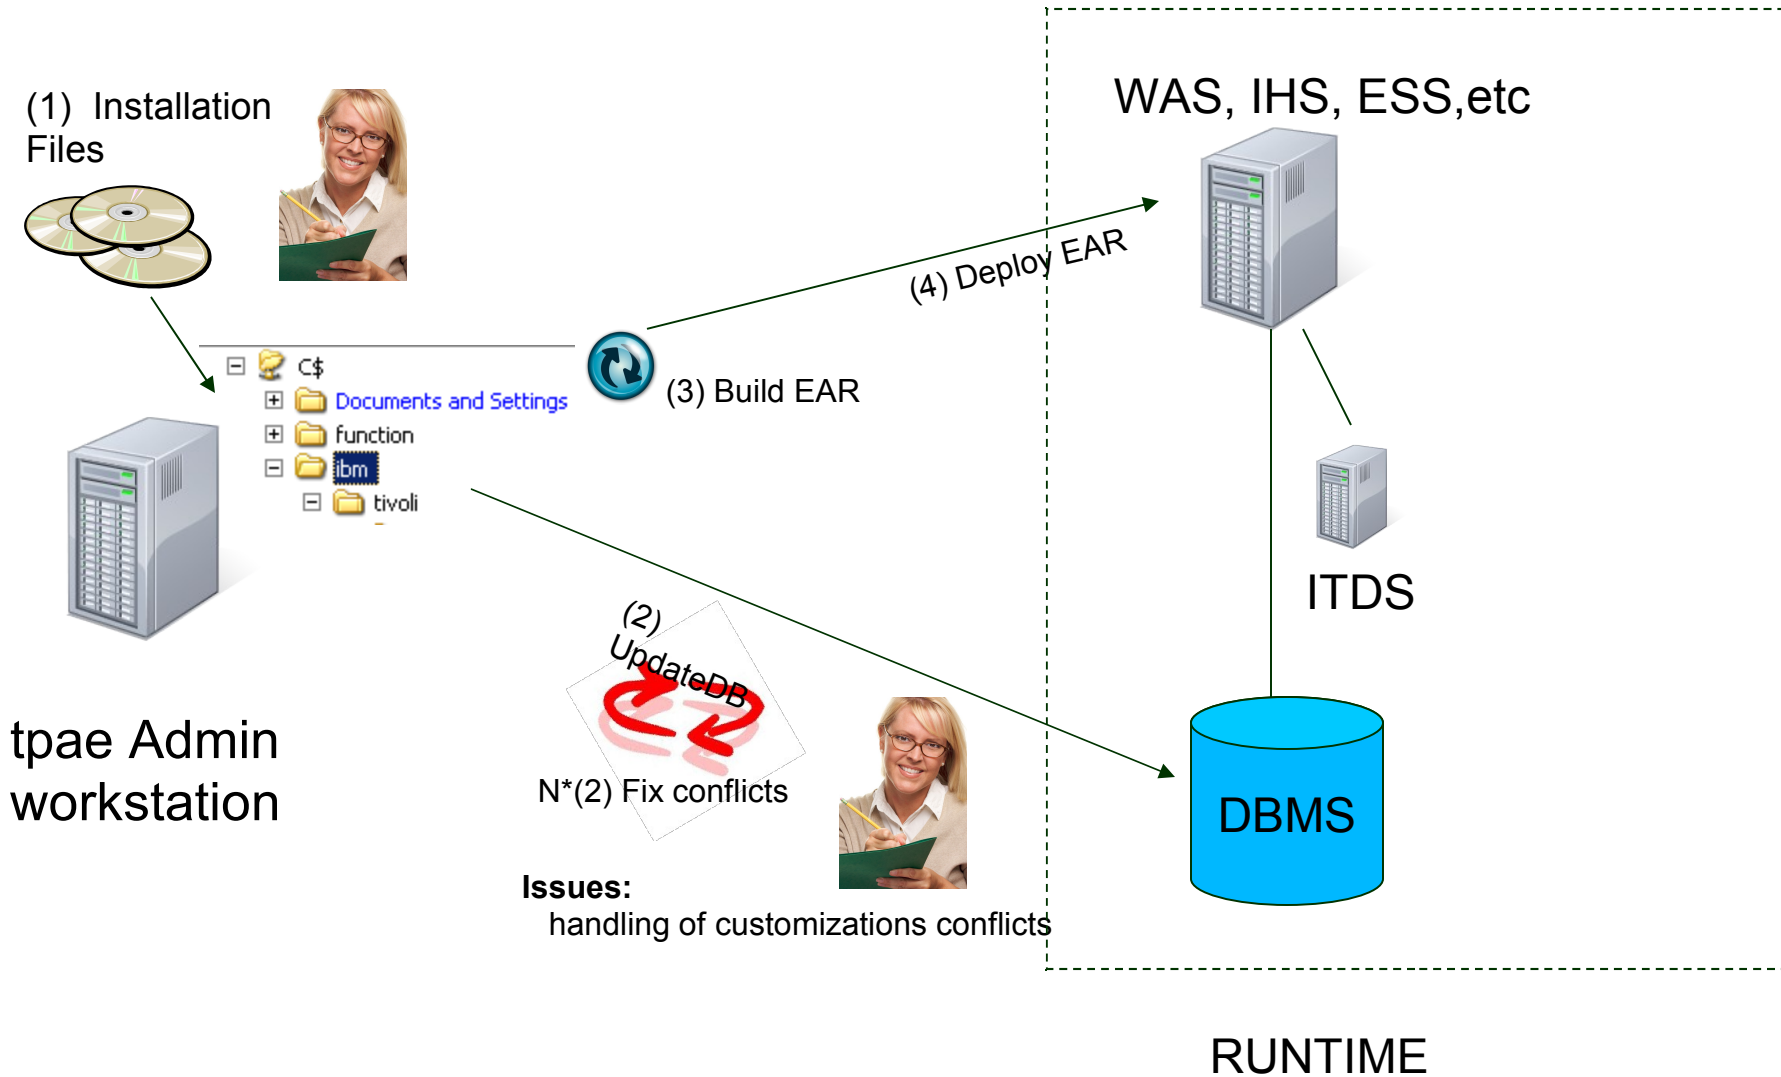 WAS, IHS, ESS,etc
(1) Installation
Files
(4) Deploy EAR
C$
Documents and Settings
function
ibm
tivoli
(3) Build EAR
ITDS
(2)
UpdateDB
tpae Admin
workstation
N*(2) Fix conflicts
DBMS
Issues:
handling of customizations conflicts
RUNTIME